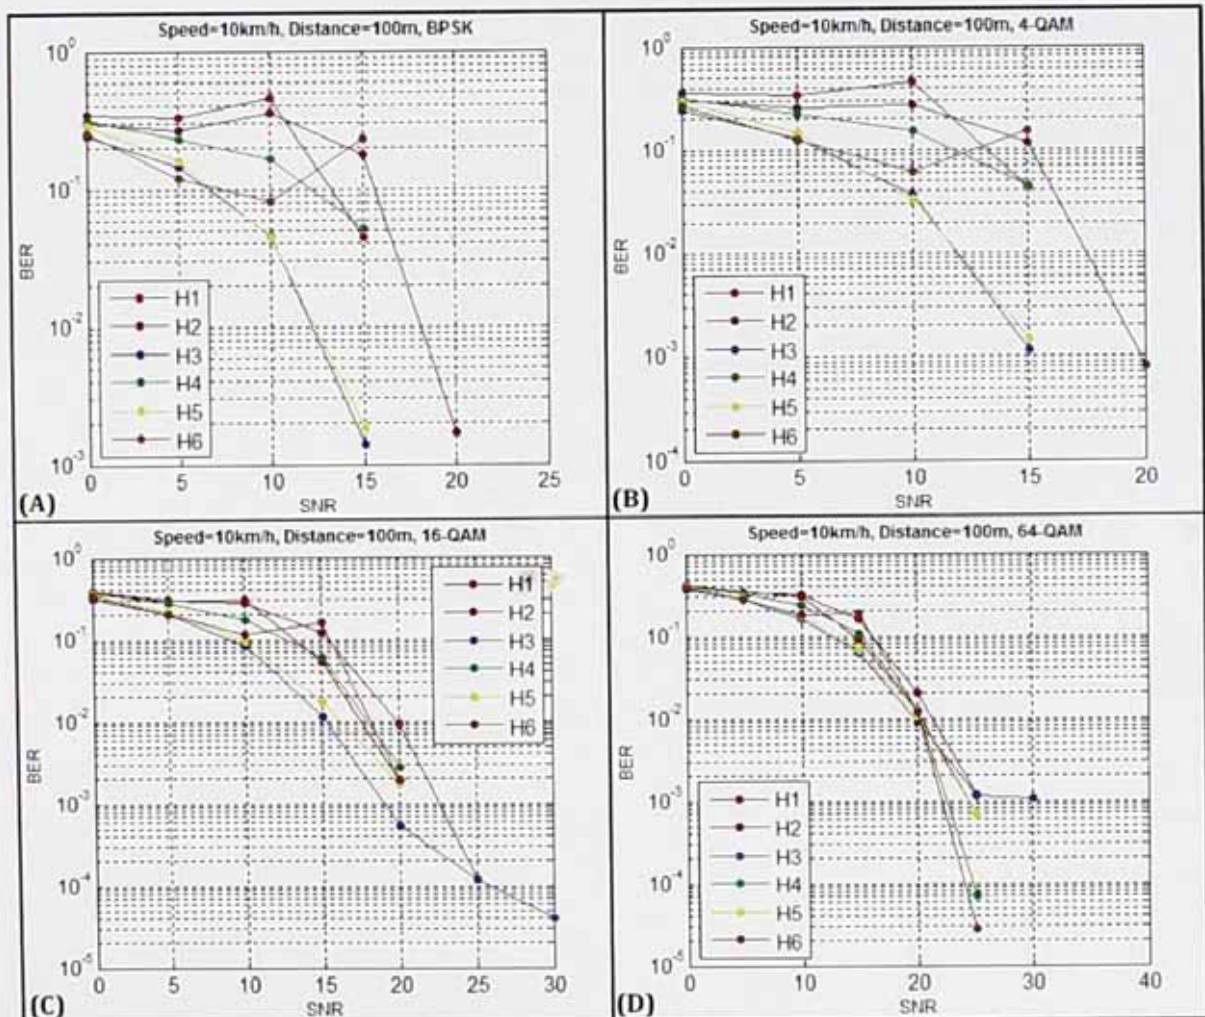 Speed=10km/h, Distance=100m, BPSK
10^0
10^-1
10^-2
10^-3
BER
H1
H2
H3
H4
H5
H6
0 5 10 15 20 25
SNR
(A)
Speed=10km/h, Distance=100m, 4-QAM
10^0
10^-1
10^-2
10^-3
10^-4
BER
H1
H2
H3
H4
H5
H6
0 5 10 15 20
SNR
(B)
Speed=10km/h, Distance=100m, 16-QAM
10^0
10^-1
10^-2
10^-3
10^-4
10^-5
BER
H1
H2
H3
H4
H5
H6
0 5 10 15 20 25 30
SNR
(C)
Speed=10km/h, Distance=100m, 64-QAM
10^0
10^-1
10^-2
10^-3
10^-4
10^-5
BER
H1
H2
H3
H4
H5
H6
0 10 20 30 40
SNR
(D)